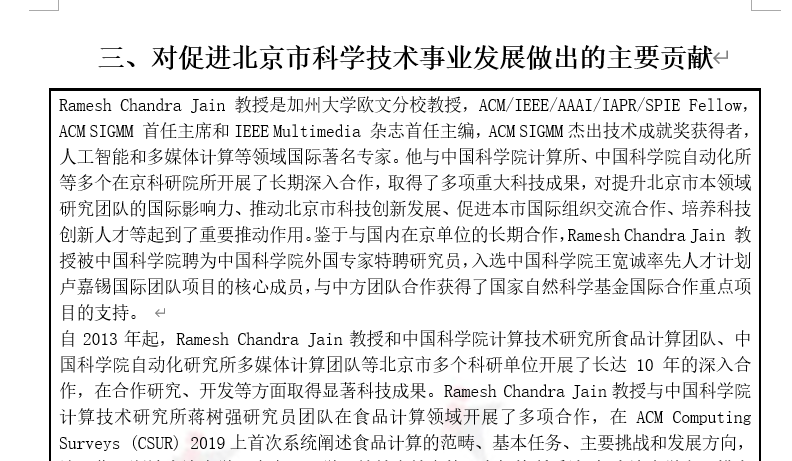 三、对促进北京市科学技术事业发展做出的主要贡献
Ramesh Chandra Jain 教授是加州大学欧文分校教授，ACM/IEEE/AAAI/IAPR/SPIE Fellow，
ACM SIGMM 首任主席和 IEEE Multimedia 杂志首任主编，ACM SIGMM 杰出技术成就奖获得者，
人工智能和多媒体计算等领域国际著名专家。他与中国科学院计算所、中国科学院自动化所
等多个在京科研院所开展了长期深入合作，取得了多项重大科技成果，对提升北京市本领域
研究团队的国际影响力、推动北京市科技创新发展、促进本市国际组织交流合作、培养科技
创新人才等起到了重要推动作用。鉴于与国内在京单位的长期合作，Ramesh Chandra Jain 教
授被中国科学院聘为中国科学院外国专家特聘研究员，入选中国科学院王宽诚率先人才计划
卢嘉锡国际团队项目的核心成员，与中方团队合作获得了国家自然科学基金国际合作重点项
目的支持。
自 2013 年起，Ramesh Chandra Jain 教授和中国科学院计算技术研究所食品计算团队、中
国科学院自动化研究所多媒体计算团队等北京市多个科研单位开展了长达 10 年的深入合
作，在合作研究、开发等方面取得显著科技成果。Ramesh Chandra Jain 教授与中国科学院
计算技术研究所蒋树强研究员团队在食品计算领域开展了多项合作，在 ACM Computing
Surveys (CSUR) 2019 上首次系统阐述食品计算的范畴、基本任务、主要挑战和发展方向，